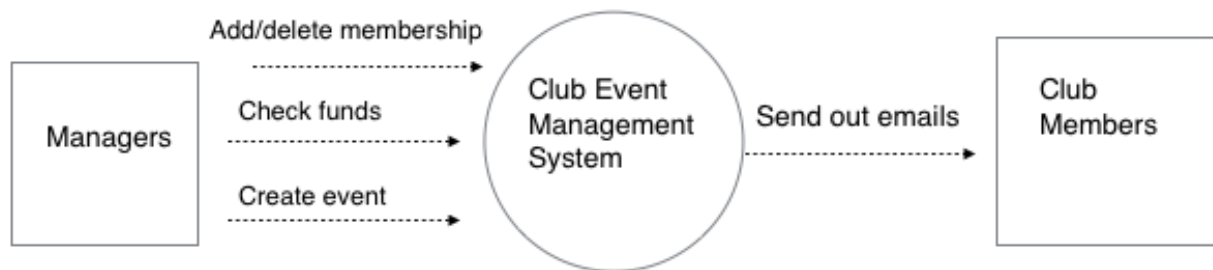 Add/delete membership
Managers
Check funds
Create event
Club Event
Management
System
Send out emails
Club
Members